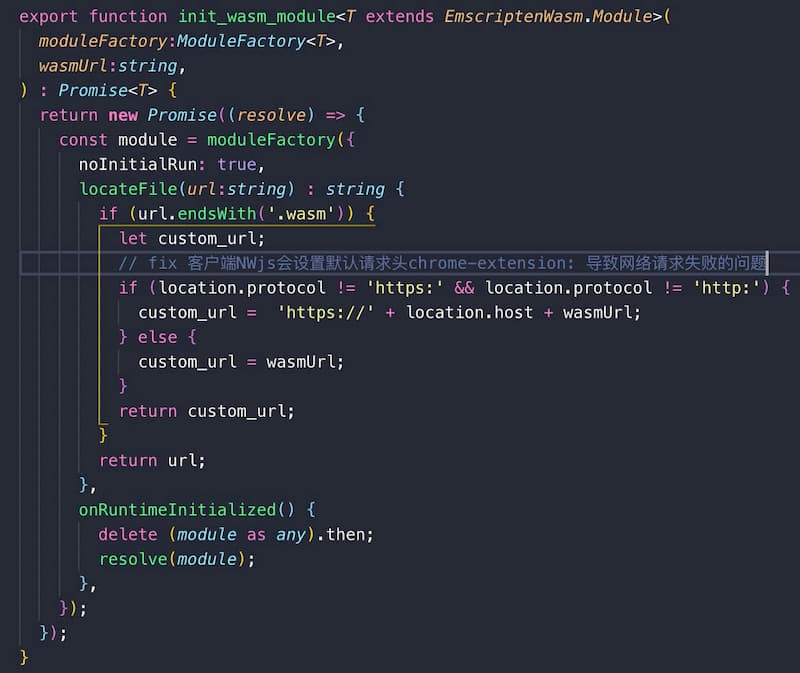 export function init_wasm_module<T extends EmscriptenWasm.Module>(
  moduleFactory:ModuleFactory<T>,
  wasmUrl:string,
) : Promise<T> {
  return new Promise((resolve) => {
    const module = moduleFactory({
      noInitialRun: true,
      locateFile(url:string) : string {
        if (url.endsWith('.wasm')) {
          let custom_url;
          // fix 客户端NWjs会设置默认请求头chrome-extension: 导致网络请求失败的问题
          if (location.protocol != 'https:' && location.protocol != 'http:') {
            custom_url =  'https://' + location.host + wasmUrl;
          } else {
            custom_url = wasmUrl;
          }
          return custom_url;
        }
        return url;
      },
      onRuntimeInitialized() {
        delete (module as any).then;
        resolve(module);
      },
    });
  });
}